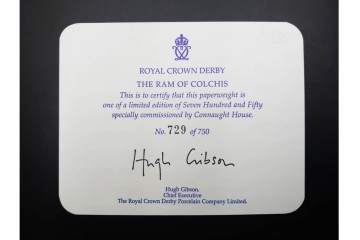 ROYAL CROWN DERBY
THE RAM OF COLCHIS
This is to certify that this paperweight is
one of a limited edition of Seven Hundred and Fifty
specially commissioned by Connaught House.
No. 729 of 750
Hugh Gibson
Hugh Gibson,
Chief Executive
The Royal Crown Derby Porcelain Company Limited.